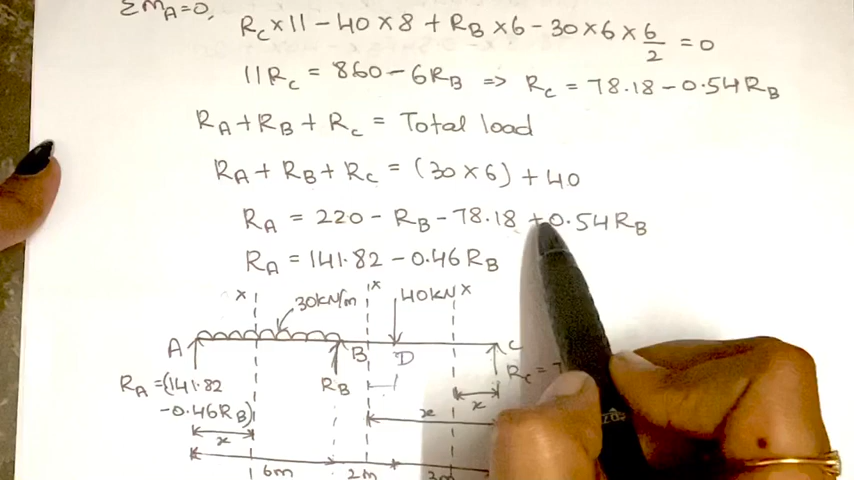 ΣMA=0,
Rc×11-40×8+RB×6-30×6×6/2=0
11Rc=860-6RB ⇒ Rc=78.18-0.54RB
RA+RB+Rc=Total load
RA+RB+Rc=(30×6)+40
RA=220-RB-78.18+0.54RB
RA=141.82-0.46RB
x x x
30kN/m 40kN
A B D C
RA=(141.82 RB Rc=7
-0.46RB)
x x x
6m 2m 3m